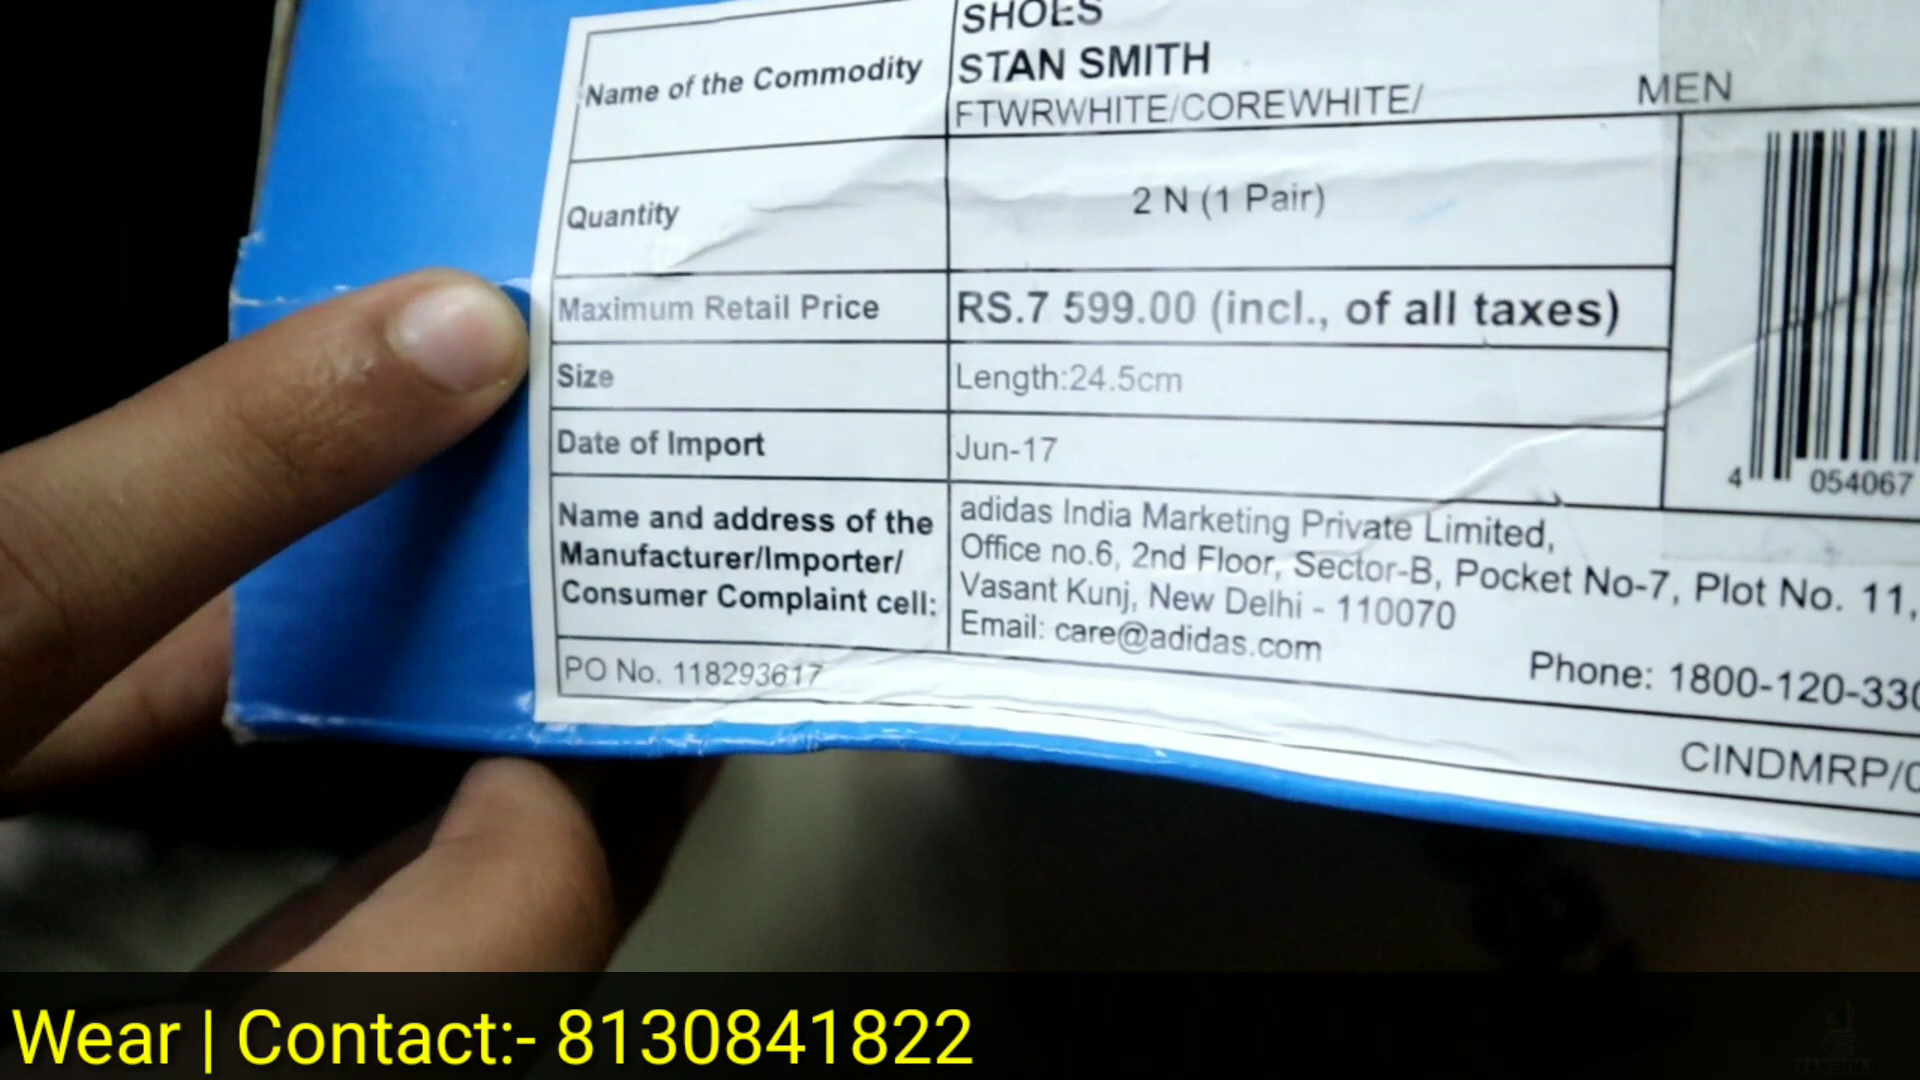 SHOES
Name of the Commodity STAN SMITH
FTWRWHITE/COREWHITE/ MEN
Quantity 2 N (1 Pair)
Maximum Retail Price RS.7 599.00 (incl., of all taxes)
Size Length:24.5cm
Date of Import Jun-17
4 054067
Name and address of the Manufacturer/Importer/ Consumer Complaint cell:
adidas India Marketing Private Limited,
Office no.6, 2nd Floor, Sector-B, Pocket No-7, Plot No. 11,
Vasant Kunj, New Delhi - 110070
Email: care@adidas.com
Phone: 1800-120-330
PO No. 118293617
CINDMRP/0
Wear | Contact:- 8130841822